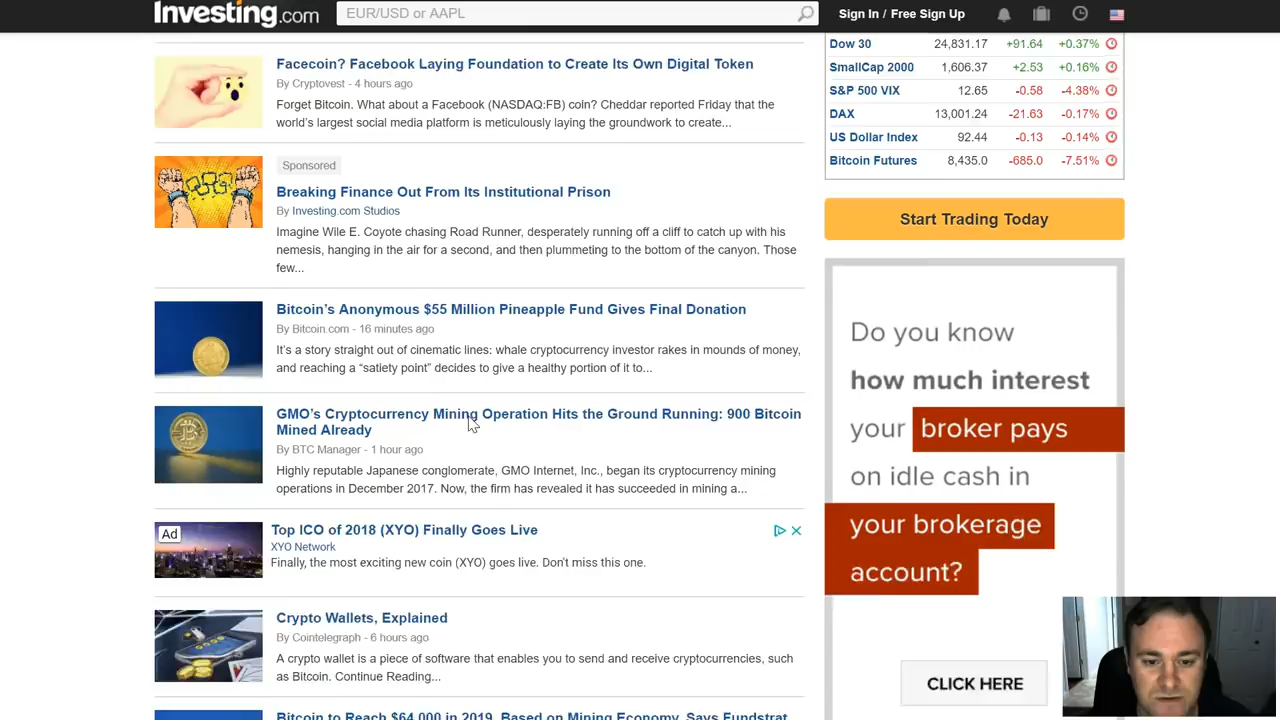 Investing.com
EUR/USD or AAPL
Sign In / Free Sign Up
Facecoin? Facebook Laying Foundation to Create Its Own Digital Token
By Cryptovest - 4 hours ago
Forget Bitcoin. What about a Facebook (NASDAQ:FB) coin? Cheddar reported Friday that the
world's largest social media platform is meticulously laying the groundwork to create...
Sponsored
Breaking Finance Out From Its Institutional Prison
By Investing.com Studios
Imagine Wile E. Coyote chasing Road Runner, desperately running off a cliff to catch up with his
nemesis, hanging in the air for a second, and then plummeting to the bottom of the canyon. Those
few...
Bitcoin's Anonymous $55 Million Pineapple Fund Gives Final Donation
By Bitcoin.com - 16 minutes ago
It's a story straight out of cinematic lines: whale cryptocurrency investor rakes in mounds of money,
and reaching a “satiety point” decides to give a healthy portion of it to...
GMO's Cryptocurrency Mining Operation Hits the Ground Running: 900 Bitcoin
Mined Already
By BTC Manager - 1 hour ago
Highly reputable Japanese conglomerate, GMO Internet, Inc., began its cryptocurrency mining
operations in December 2017. Now, the firm has revealed it has succeeded in mining a...
Ad
Top ICO of 2018 (XYO) Finally Goes Live
XYO Network
Finally, the most exciting new coin (XYO) goes live. Don't miss this one.
Crypto Wallets, Explained
By Cointelegraph - 6 hours ago
A crypto wallet is a piece of software that enables you to send and receive cryptocurrencies, such
as Bitcoin. Continue Reading...
Bitcoin to Reach $64,000 in 2019, Based on Mining Economy, Says Fundstrat
Dow 30 24,831.17 +91.64 +0.37%
SmallCap 2000 1,606.37 +2.53 +0.16%
S&P 500 VIX 12.65 -0.58 -4.38%
DAX 13,001.24 -21.63 -0.17%
US Dollar Index 92.44 -0.13 -0.14%
Bitcoin Futures 8,435.0 -685.0 -7.51%
Start Trading Today
Do you know
how much interest
your broker pays
on idle cash in
your brokerage
account?
CLICK HERE